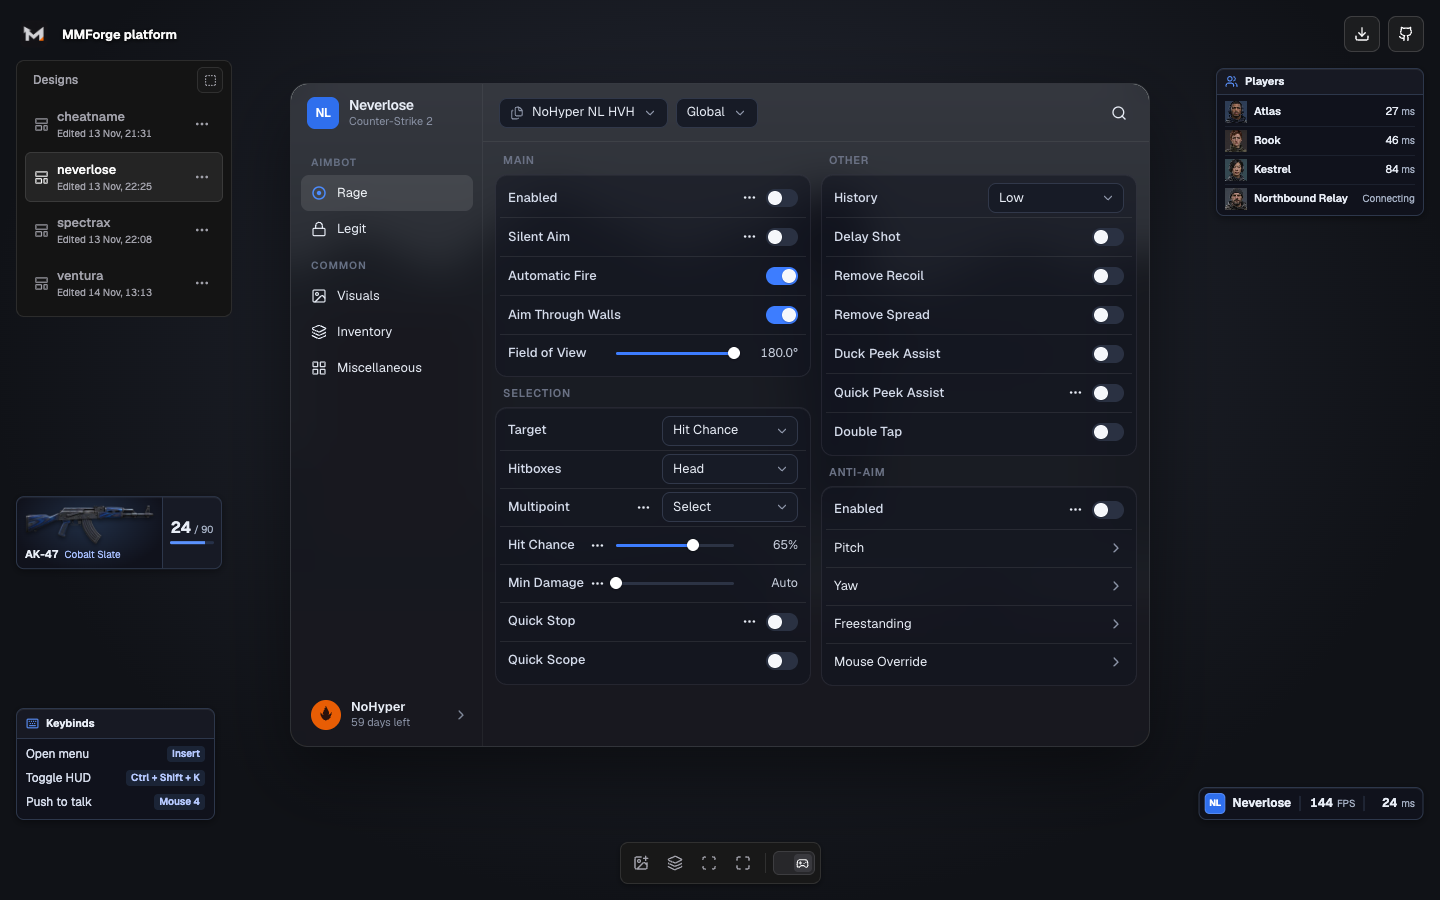 MMForge platform
Designs
cheatname
Edited 13 Nov, 21:31
neverlose
Edited 13 Nov, 22:25
spectrax
Edited 13 Nov, 22:08
ventura
Edited 14 Nov, 13:13
AK-47 Cobalt Slate
24 / 90
Keybinds
Open menu Insert
Toggle HUD Ctrl + Shift + K
Push to talk Mouse 4
NL
Neverlose
Counter-Strike 2
AIMBOT
Rage
Legit
COMMON
Visuals
Inventory
Miscellaneous
NoHyper
59 days left
NoHyper NL HVH
Global
MAIN
Enabled
Silent Aim
Automatic Fire
Aim Through Walls
Field of View 180.0°
SELECTION
Target Hit Chance
Hitboxes Head
Multipoint Select
Hit Chance 65%
Min Damage Auto
Quick Stop
Quick Scope
OTHER
History Low
Delay Shot
Remove Recoil
Remove Spread
Duck Peek Assist
Quick Peek Assist
Double Tap
ANTI-AIM
Enabled
Pitch
Yaw
Freestanding
Mouse Override
Players
Atlas 27 ms
Rook 46 ms
Kestrel 84 ms
Northbound Relay Connecting
NL Neverlose 144 FPS 24 ms